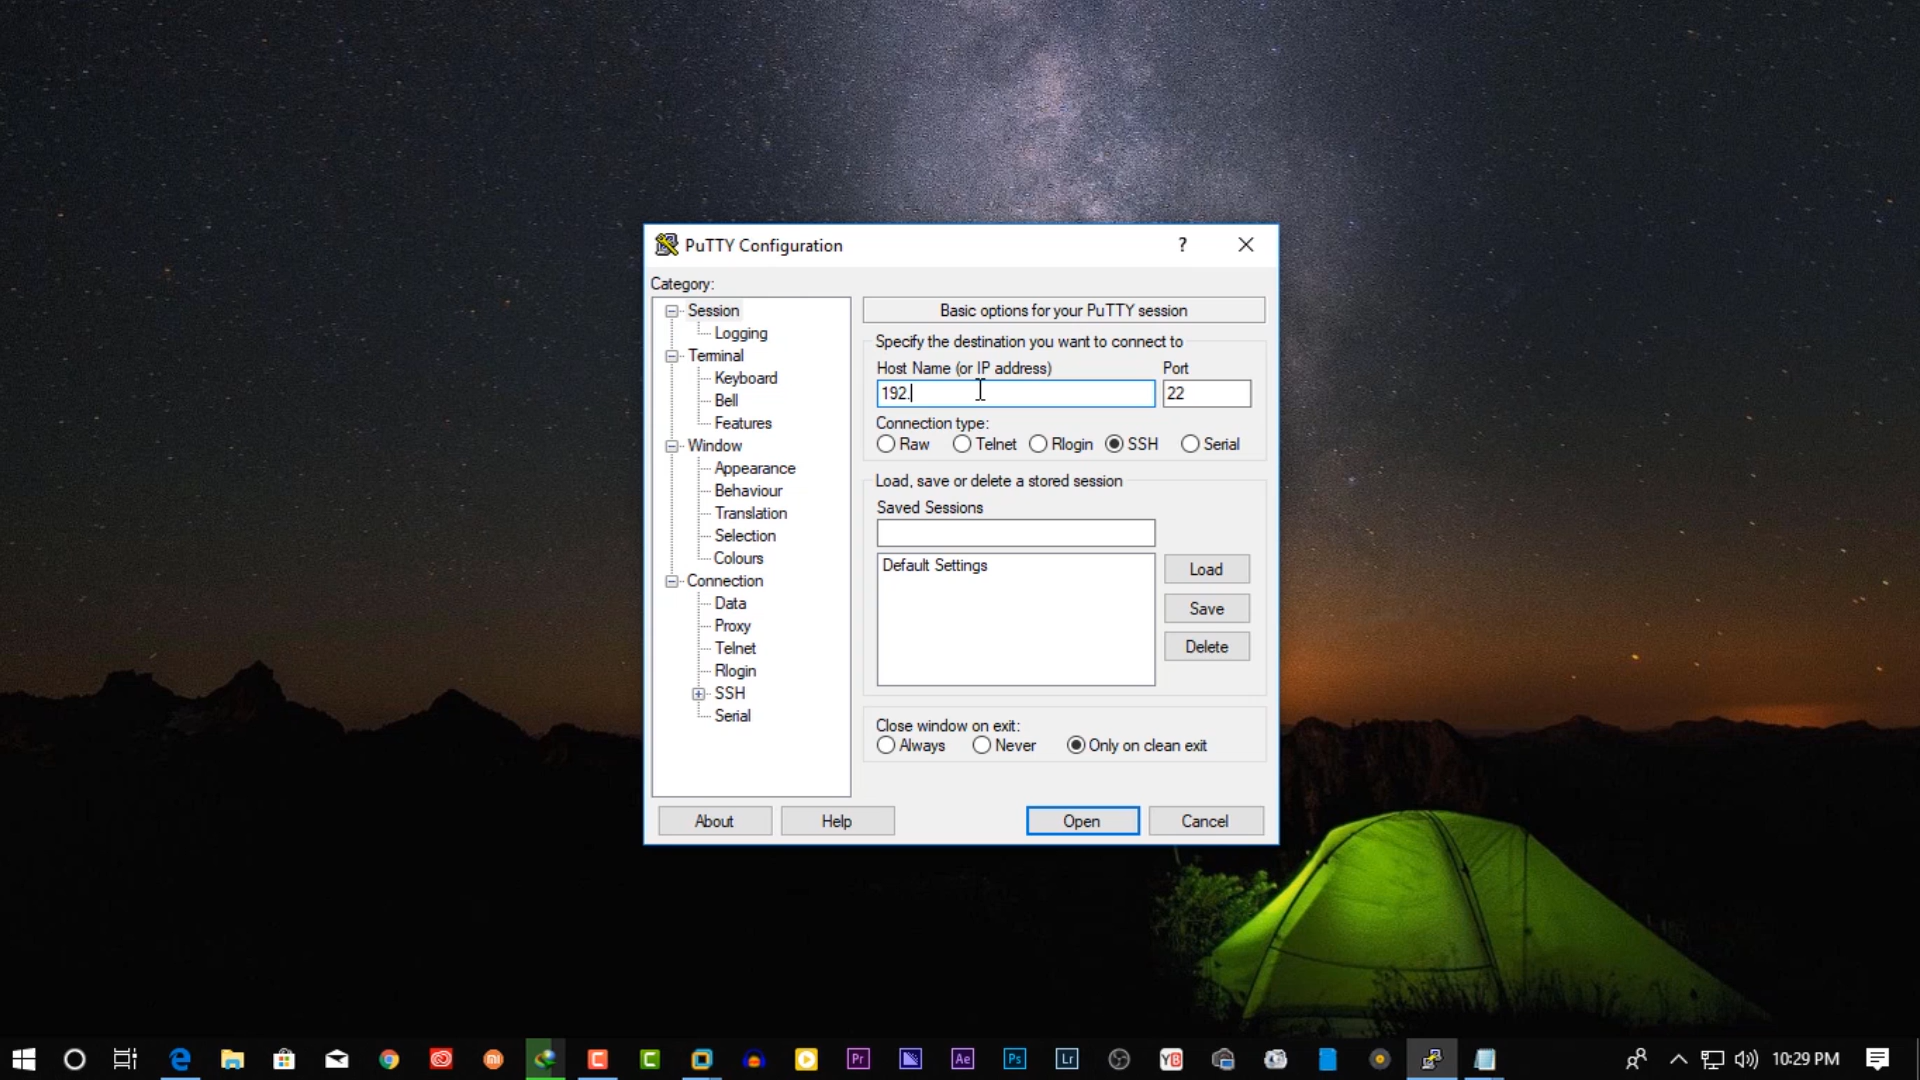 PuTTY Configuration
?
Category:
Session
Logging
Terminal
Keyboard
Bell
Features
Window
Appearance
Behaviour
Translation
Selection
Colours
Connection
Data
Proxy
Telnet
Rlogin
SSH
Serial
Basic options for your PuTTY session
Specify the destination you want to connect to
Host Name (or IP address) Port
192. 22
Connection type:
Raw Telnet Rlogin SSH Serial
Load, save or delete a stored session
Saved Sessions
Default Settings
Load
Save
Delete
Close window on exit:
Always Never Only on clean exit
About Help Open Cancel
Pr Ae Ps Lr 10:29 PM